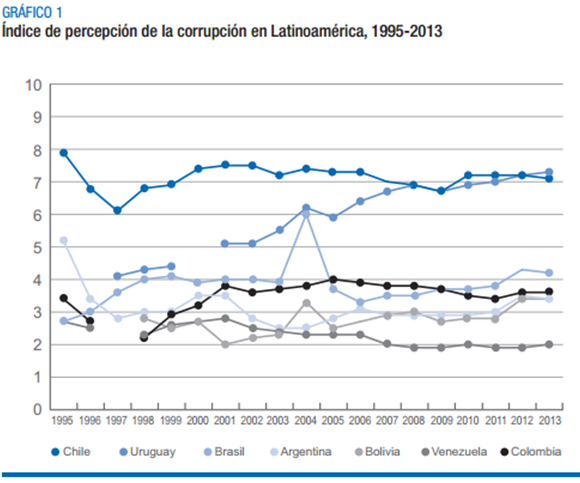 GRÁFICO 1
Índice de percepción de la corrupción en Latinoamérica, 1995-2013
10
9
8
7
6
5
4
3
2
1
0
1995 1996 1997 1998 1999 2000 2001 2002 2003 2004 2005 2006 2007 2008 2009 2010 2011 2012 2013
Chile Uruguay Brasil Argentina Bolivia Venezuela Colombia